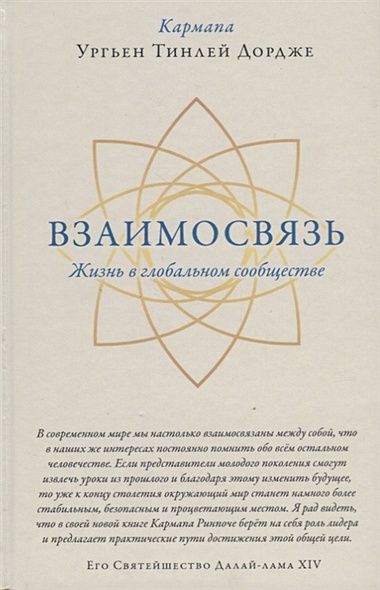 Кармапа
Ургьен Тинлей Дордже
Взаимосвязь
Жизнь в глобальном сообществе
В современном мире мы настолько взаимосвязаны между собой, что
в наших же интересах постоянно помнить обо всём остальном
человечестве. Если представители молодого поколения смогут
извлечь уроки из прошлого и благодаря этому изменить будущее,
то уже к концу столетия окружающий мир станет намного более
стабильным, безопасным и процветающим местом. Я рад видеть,
что в своей новой книге Кармапа Ринпоче берёт на себя роль лидера
и предлагает практические пути достижения этой общей цели.
Его Святейшество Далай-лама XIV